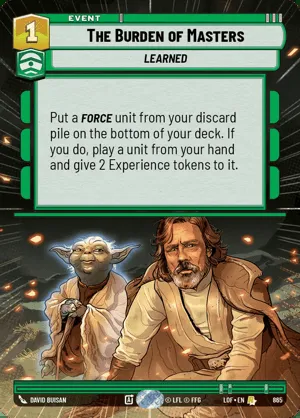 EVENT
1
THE BURDEN OF MASTERS
LEARNED
Put a FORCE unit from your discard
pile on the bottom of your deck. If
you do, play a unit from your hand
and give 2 Experience tokens to it.
DAVID BUISAN
© LFL © FFG
LOF • EN
865